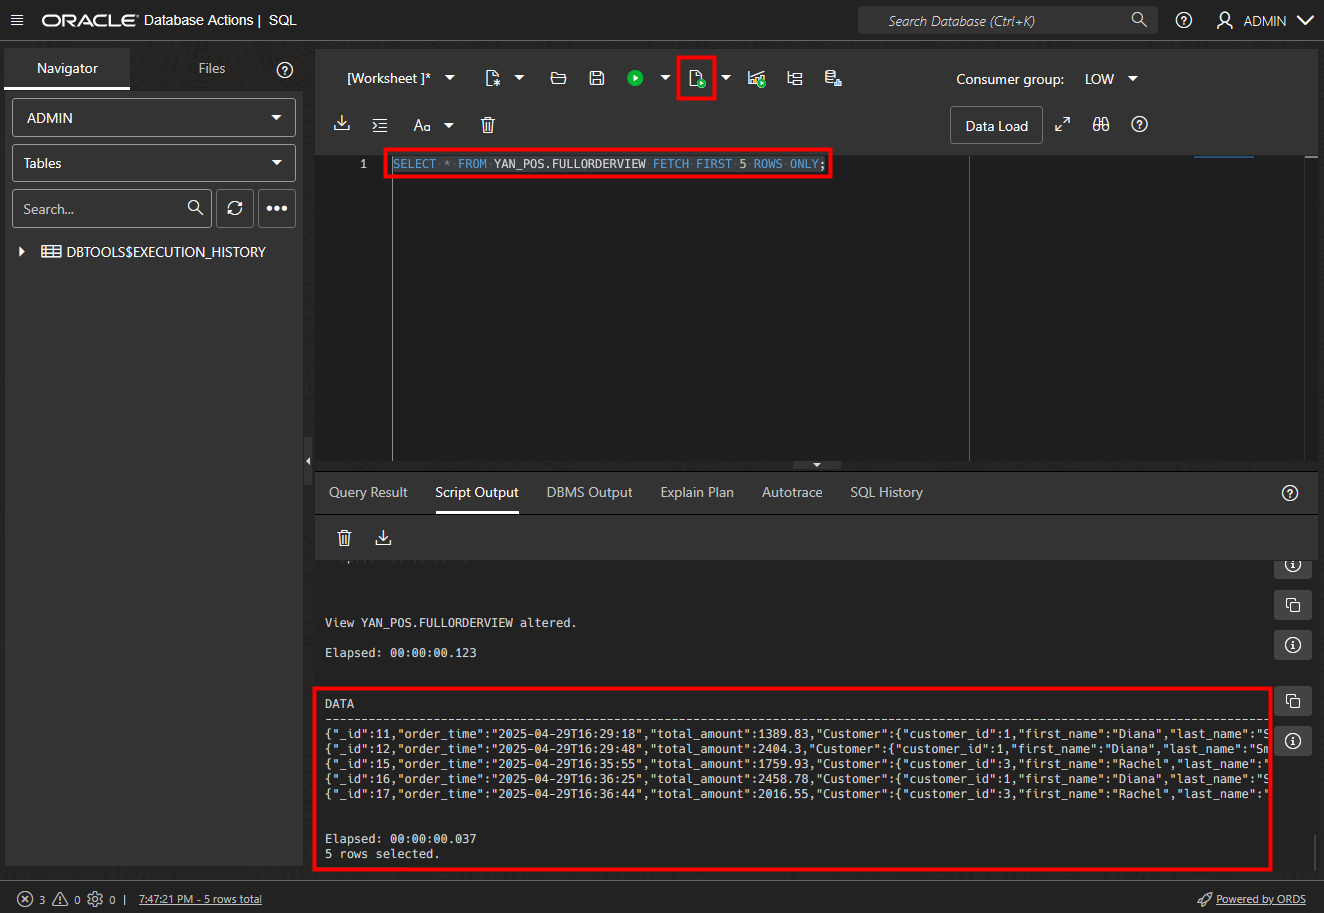 ORACLE Database Actions | SQL
Search Database (Ctrl+K)
ADMIN
Navigator
Files
[Worksheet ]*
Consumer group:
LOW
ADMIN
Tables
Search...
Aa
Data Load
1 SELECT * FROM YAN_POS.FULLORDERVIEW FETCH FIRST 5 ROWS ONLY;
DBTOOLS$EXECUTION_HISTORY
Query Result
Script Output
DBMS Output
Explain Plan
Autotrace
SQL History
View YAN_POS.FULLORDERVIEW altered.
Elapsed: 00:00:00.123
DATA
{"_id":11,"order_time":"2025-04-29T16:29:18","total_amount":1389.83,"Customer":{"customer_id":1,"first_name":"Diana","last_name":"S
{"_id":12,"order_time":"2025-04-29T16:29:48","total_amount":2404.3,"Customer":{"customer_id":1,"first_name":"Diana","last_name":"Sm
{"_id":15,"order_time":"2025-04-29T16:35:55","total_amount":1759.93,"Customer":{"customer_id":3,"first_name":"Rachel","last_name":"
{"_id":16,"order_time":"2025-04-29T16:36:25","total_amount":2458.78,"Customer":{"customer_id":1,"first_name":"Diana","last_name":"S
{"_id":17,"order_time":"2025-04-29T16:36:44","total_amount":2016.55,"Customer":{"customer_id":3,"first_name":"Rachel","last_name":"
Elapsed: 00:00:00.037
5 rows selected.
3 0 0 | 7:47:21 PM - 5 rows total
Powered by ORDS